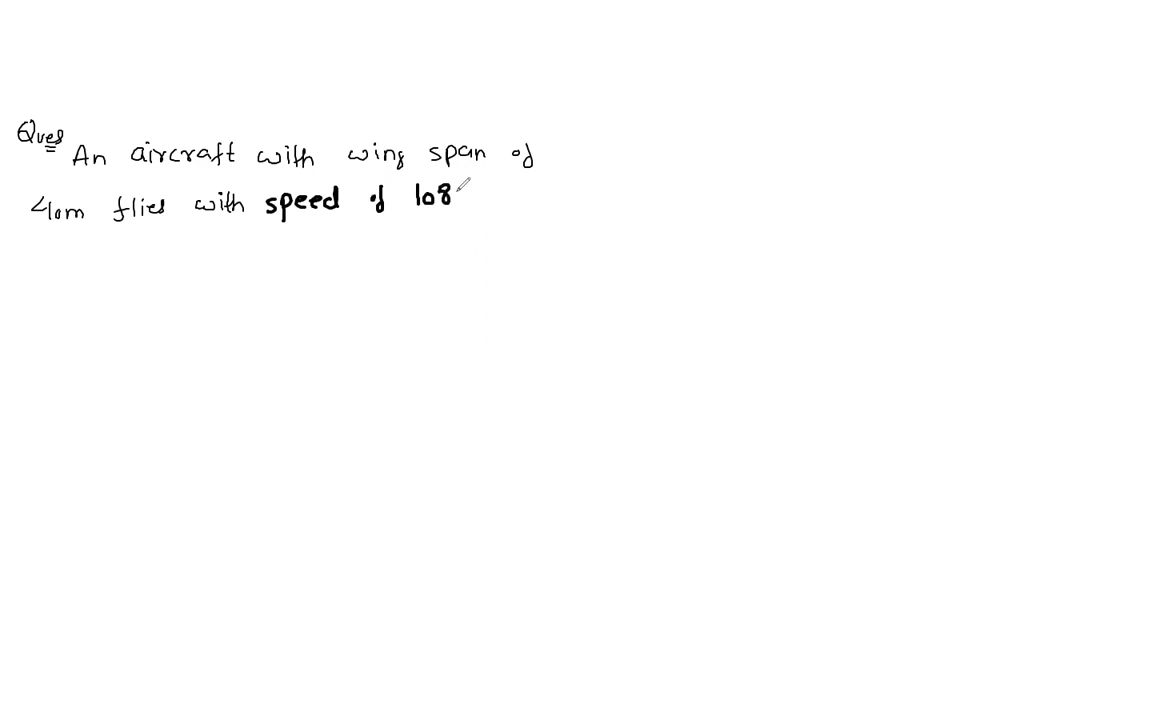 Ques An aircraft with wing span of
40m flies with speed of 108